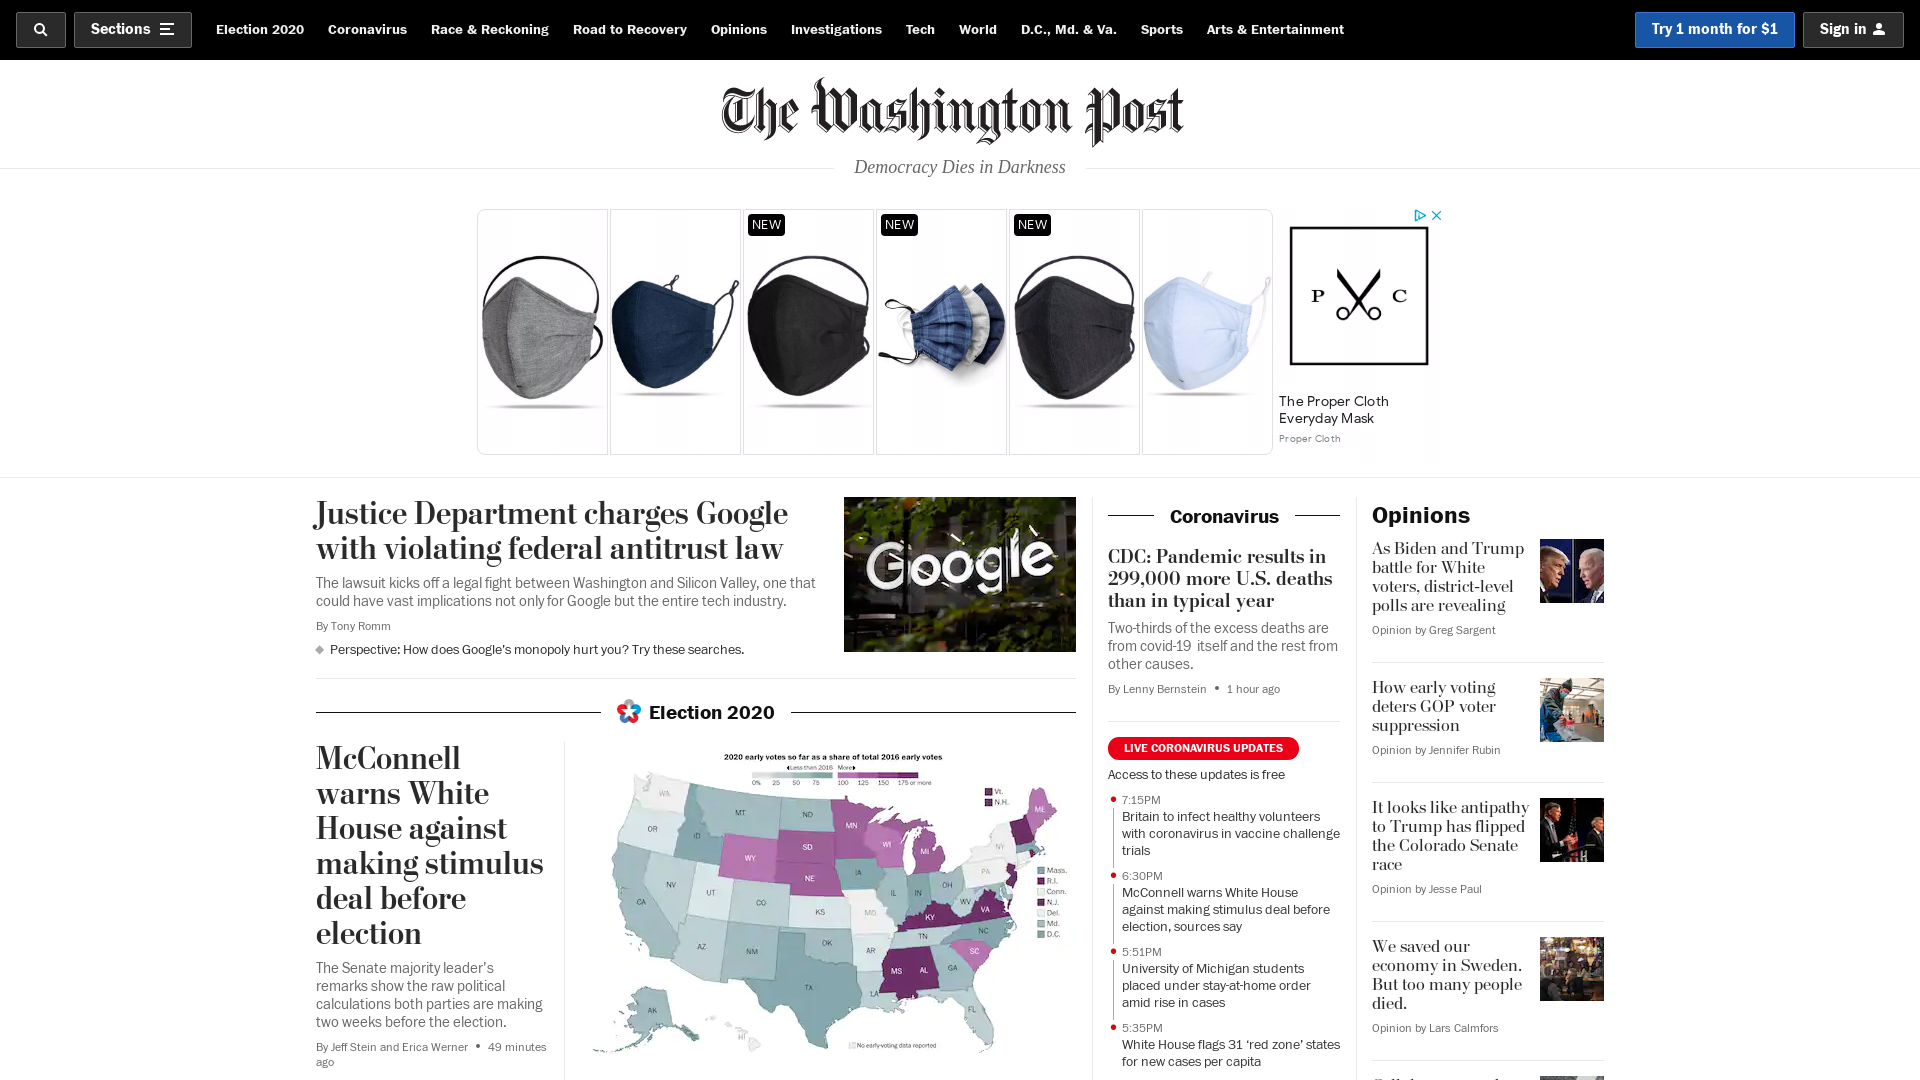 Sections
Election 2020
Coronavirus
Race & Reckoning
Road to Recovery
Opinions
Investigations
Tech
World
D.C., Md. & Va.
Sports
Arts & Entertainment
Try 1 month for $1
Sign in
The Washington Post
Democracy Dies in Darkness
NEW
NEW
NEW
P C
The Proper Cloth
Everyday Mask
Proper Cloth
Justice Department charges Google
with violating federal antitrust law
The lawsuit kicks off a legal fight between Washington and Silicon Valley, one that
could have vast implications not only for Google but the entire tech industry.
By Tony Romm
Perspective: How does Google's monopoly hurt you? Try these searches.
Google
Election 2020
McConnell
warns White
House against
making stimulus
deal before
election
The Senate majority leader's
remarks show the raw political
calculations both parties are making
two weeks before the election.
By Jeff Stein and Erica Werner • 49 minutes
ago
2020 early votes so far as a share of total 2016 early votes
Less than 2016 More
0% 25 50 75 100 125 150 175 or more
Vt.
N.H.
WA
MT
ND
MN
ME
OR
ID
SD
WI
MI
NY
WY
NE
IA
PA
NV
UT
CO
KS
MO
IL
IN
OH
WV
VA
KY
CA
AZ
NM
OK
AR
TN
NC
SC
MS
AL
GA
TX
LA
FL
AK
HI
Mass.
R.I.
Conn.
N.J.
Del.
Md.
D.C.
No early-voting data reported
Coronavirus
CDC: Pandemic results in
299,000 more U.S. deaths
than in typical year
Two-thirds of the excess deaths are
from covid-19 itself and the rest from
other causes.
By Lenny Bernstein • 1 hour ago
LIVE CORONAVIRUS UPDATES
Access to these updates is free
7:15PM
Britain to infect healthy volunteers
with coronavirus in vaccine challenge
trials
6:30PM
McConnell warns White House
against making stimulus deal before
election, sources say
5:51PM
University of Michigan students
placed under stay-at-home order
amid rise in cases
5:35PM
White House flags 31 ‘red zone’ states
for new cases per capita
Opinions
As Biden and Trump
battle for White
voters, district-level
polls are revealing
Opinion by Greg Sargent
How early voting
deters GOP voter
suppression
Opinion by Jennifer Rubin
It looks like antipathy
to Trump has flipped
the Colorado Senate
race
Opinion by Jesse Paul
We saved our
economy in Sweden.
But too many people
died.
Opinion by Lars Calmfors